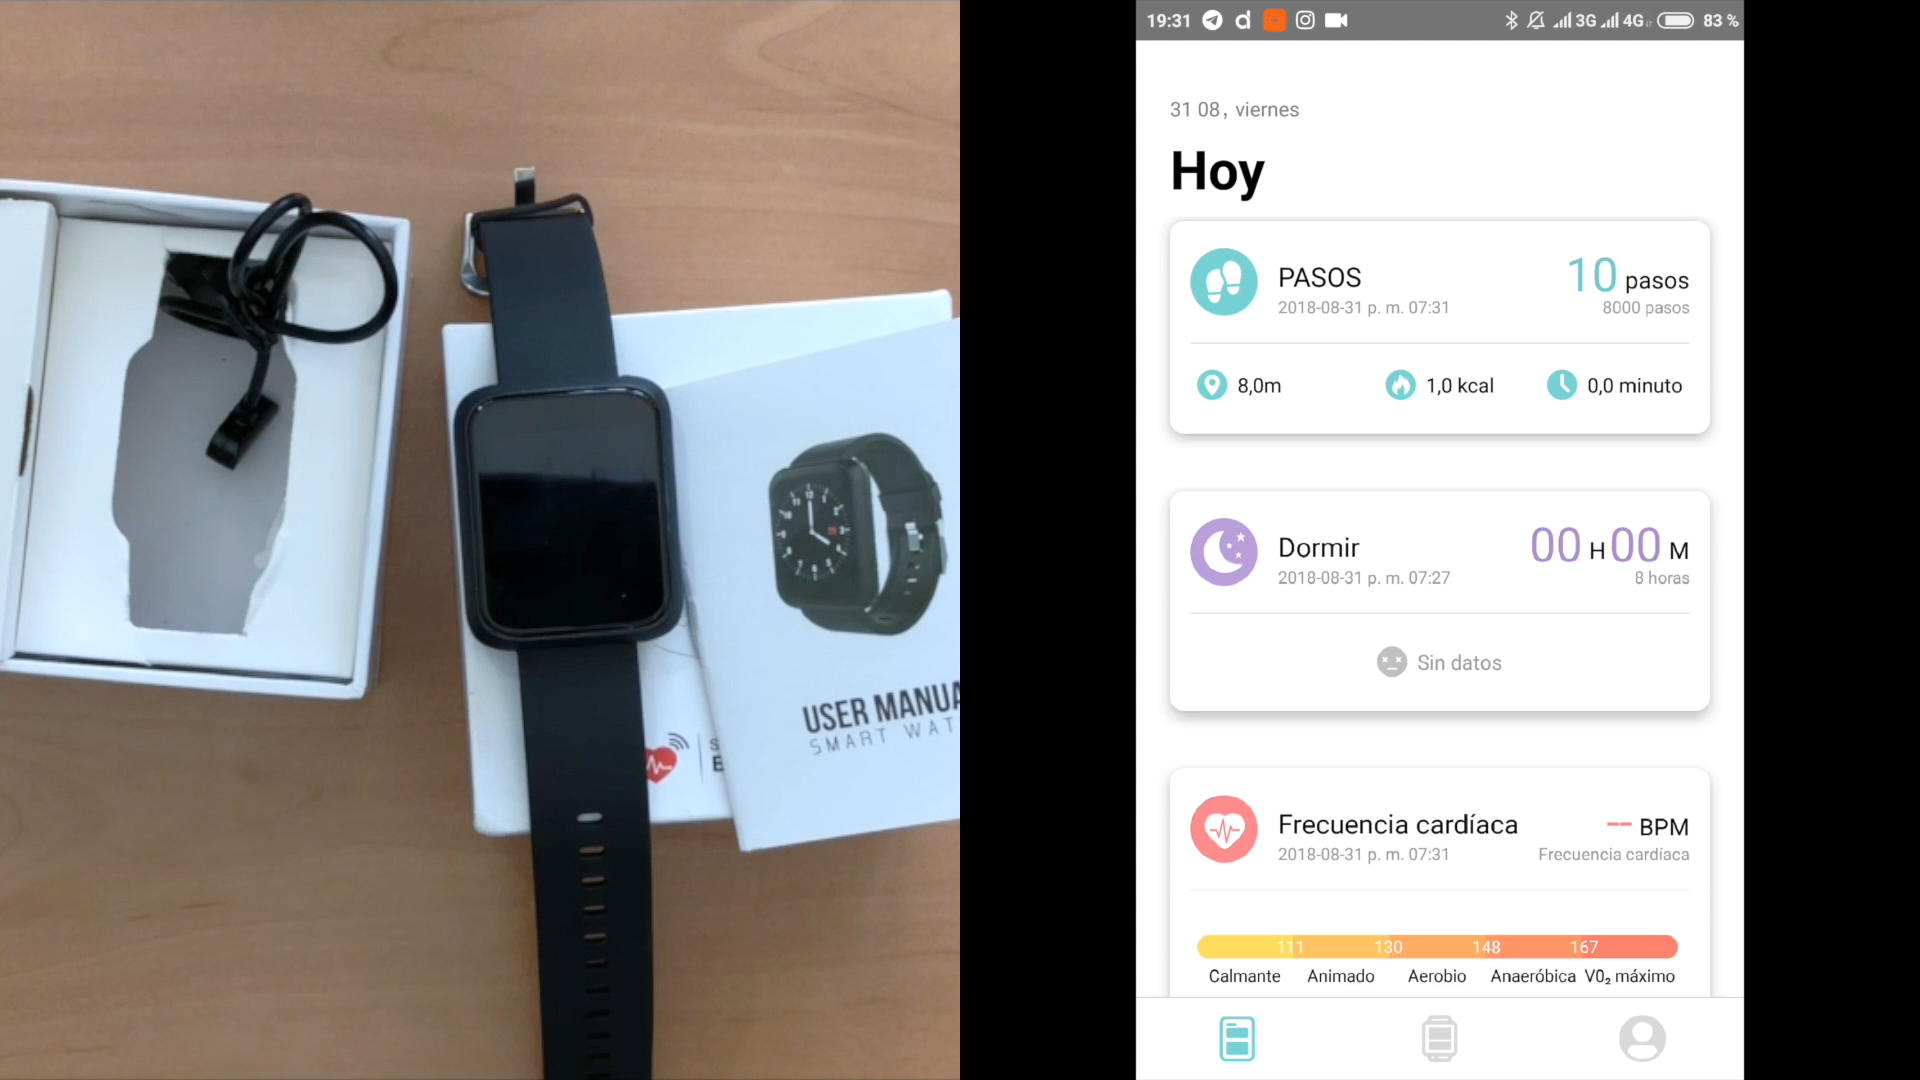 USER MANUA
SMART WAT
19:31
3G
4G
83 %
31 08, viernes
Hoy
PASOS
10 pasos
2018-08-31 p. m. 07:31
8000 pasos
8,0m
1,0 kcal
0,0 minuto
Dormir
00 H 00 M
2018-08-31 p. m. 07:27
8 horas
Sin datos
Frecuencia cardíaca
-- BPM
2018-08-31 p. m. 07:31
Frecuencia cardíaca
111 130 148 167
Calmante Animado Aerobio Anaeróbica V0₂ máximo